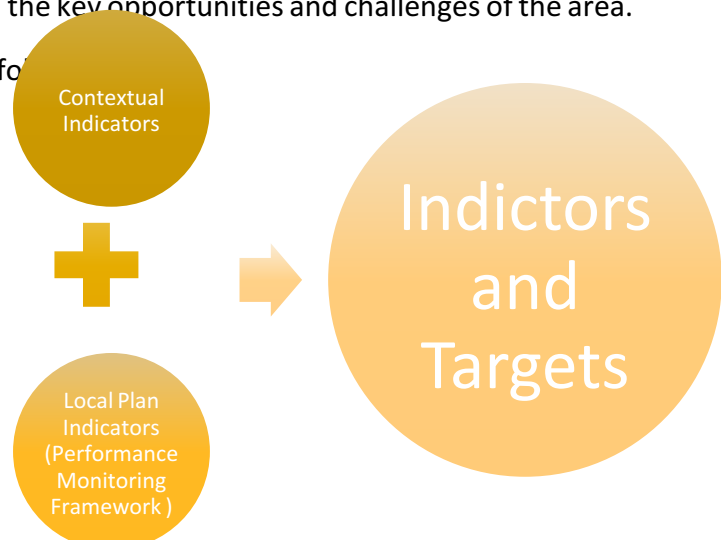 the key opportunities and challenges of the area.
Contextual
Indicators
Indictors
and
Targets
Local Plan
Indicators
(Performance
Monitoring
Framework )